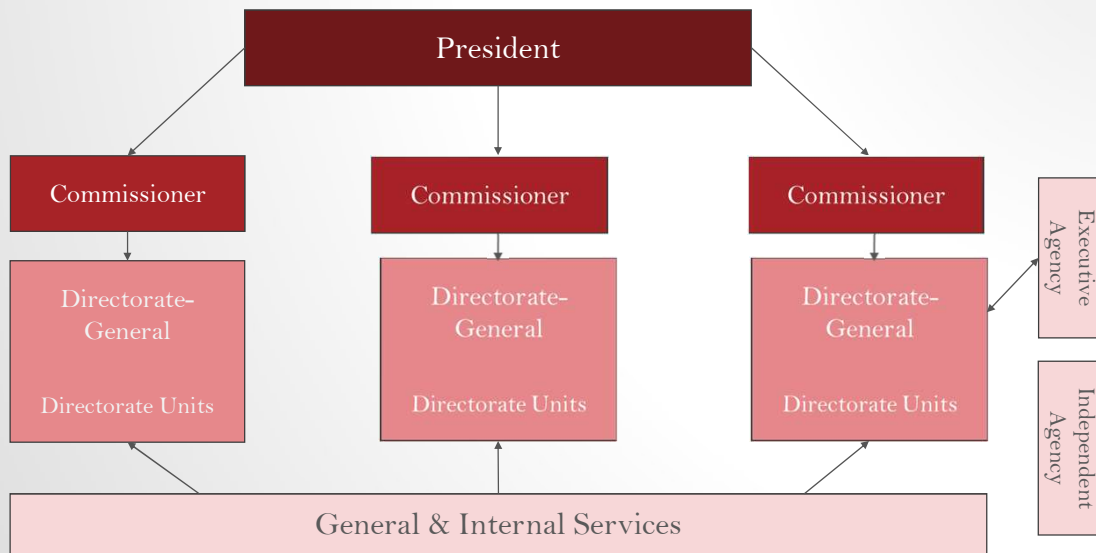 President
Commissioner
Commissioner
Commissioner
Executive
Agency
Directorate-
General
Directorate Units
Directorate-
General
Directorate Units
Directorate-
General
Directorate Units
Independent
Agency
General & Internal Services